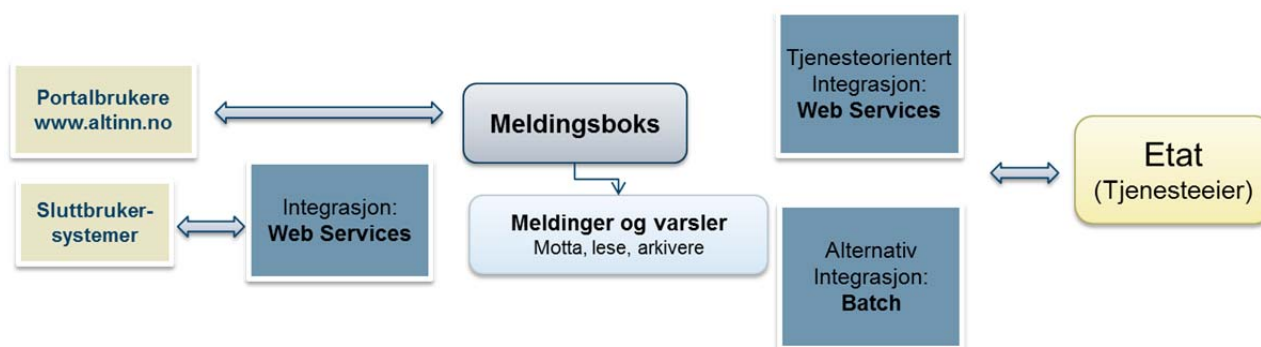 Portalbrukere
www.altinn.no
Sluttbruker-
systemer
Integrasjon:
Web Services
Meldingsboks
Meldinger og varsler
Motta, lese, arkivere
Tjenesteorientert
Integrasjon:
Web Services
Alternativ
Integrasjon:
Batch
Etat
(Tjenesteeier)